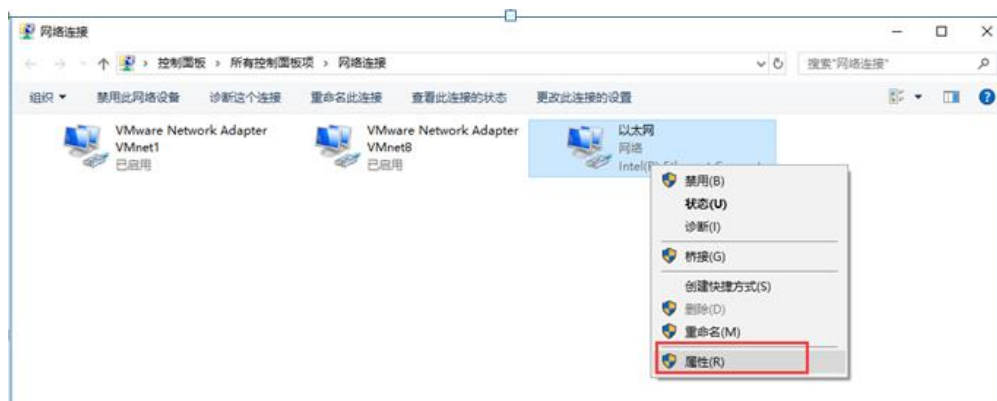 网络连接
控制面板 › 所有控制面板项 › 网络连接
搜索"网络连接"
组织 禁用此网络设备 诊断这个连接 重命名此连接 查看此连接的状态 更改此连接的设置
VMware Network Adapter
VMnet1
已启用
VMware Network Adapter
VMnet8
已启用
以太网
网络
禁用(B)
状态(U)
诊断(I)
桥接(G)
创建快捷方式(S)
删除(D)
重命名(M)
属性(R)